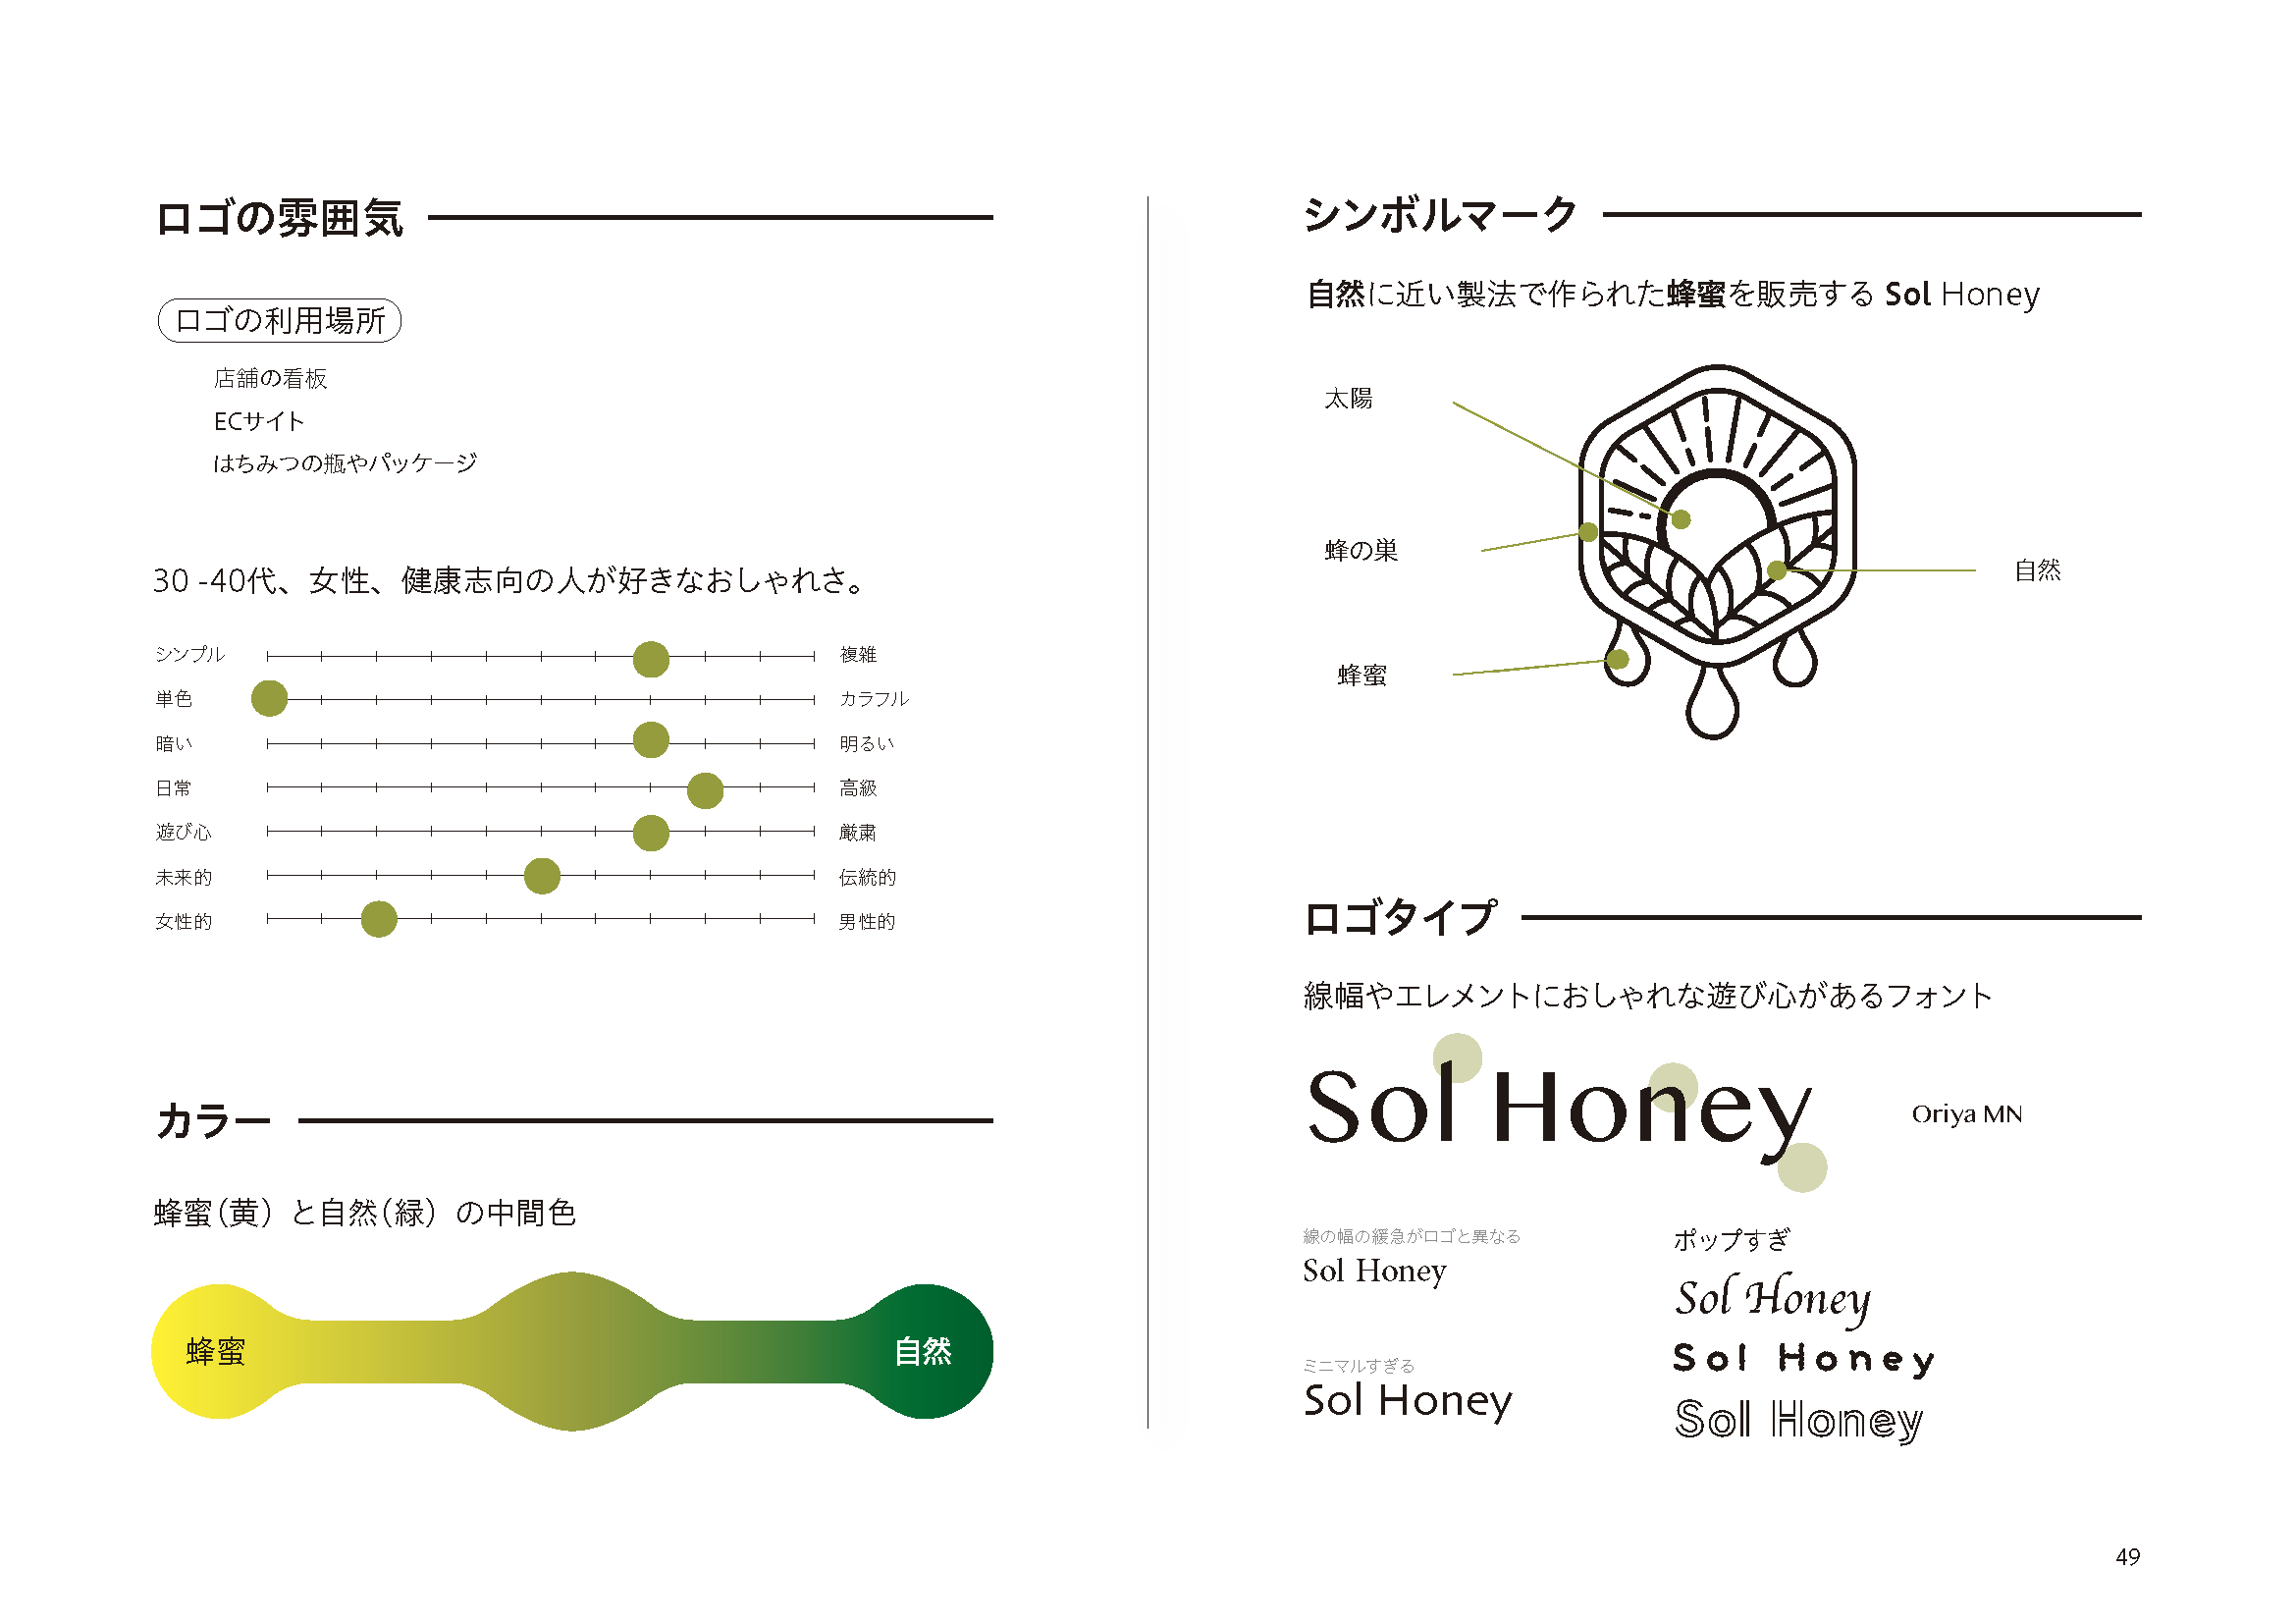 ロゴの雰囲気
ロゴの利用場所
店舗の看板
ECサイト
はちみつの瓶やパッケージ
30 -40代、女性、健康志向の人が好きなおしゃれさ。
シンプル 複雑
単色 カラフル
暗い 明るい
日常 高級
遊び心 厳粛
未来的 伝統的
女性的 男性的
カラー
蜂蜜（黄）と自然（緑）の中間色
蜂蜜 自然
シンボルマーク
自然に近い製法で作られた蜂蜜を販売する Sol Honey
太陽
蜂の巣
自然
蜂蜜
ロゴタイプ
線幅やエレメントにおしゃれな遊び心があるフォント
Sol Honey Oriya MN
線の幅の緩急がロゴと異なる
Sol Honey
ミニマルすぎる
Sol Honey
ポップすぎ
Sol Honey
Sol Honey
Sol Honey
49